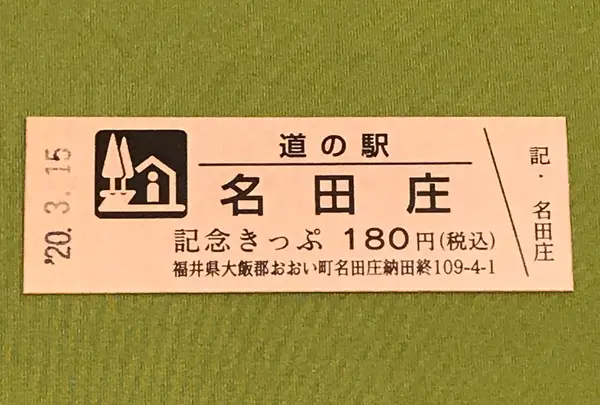 '20. 3. 15
道の駅
名田庄
記念きっぷ 180円(税込)
福井県大飯郡おおい町名田庄納田終109-4-1
記・名田庄